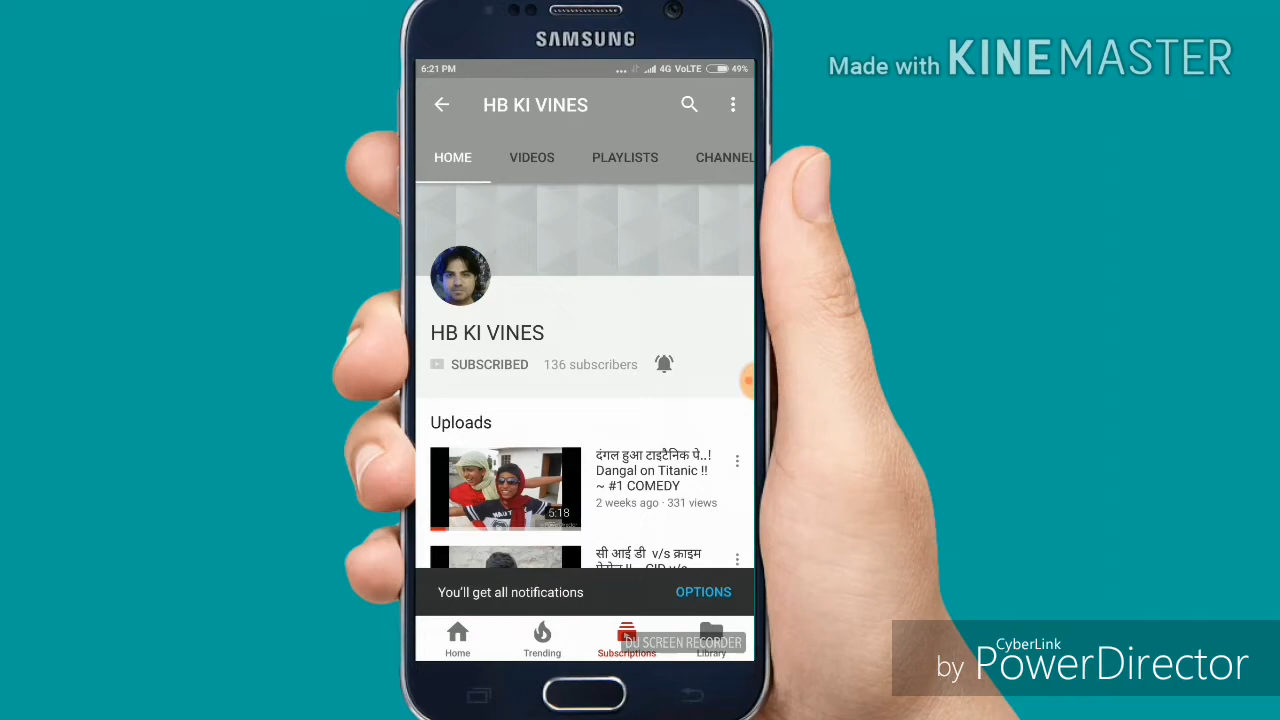 SAMSUNG
Made with KINEMASTER
6:21 PM
4G VoLTE 49%
HB KI VINES
HOME VIDEOS PLAYLISTS CHANNEL
HB KI VINES
SUBSCRIBED 136 subscribers
Uploads
दंगल हुआ टाइटैनिक पे..!
Dangal on Titanic !!
~ #1 COMEDY
2 weeks ago · 331 views
5:18
सी आई डी v/s क्राइम
You'll get all notifications OPTIONS
DU SCREEN RECORDER
Home Trending Subscriptions Library
CyberLink
by PowerDirector